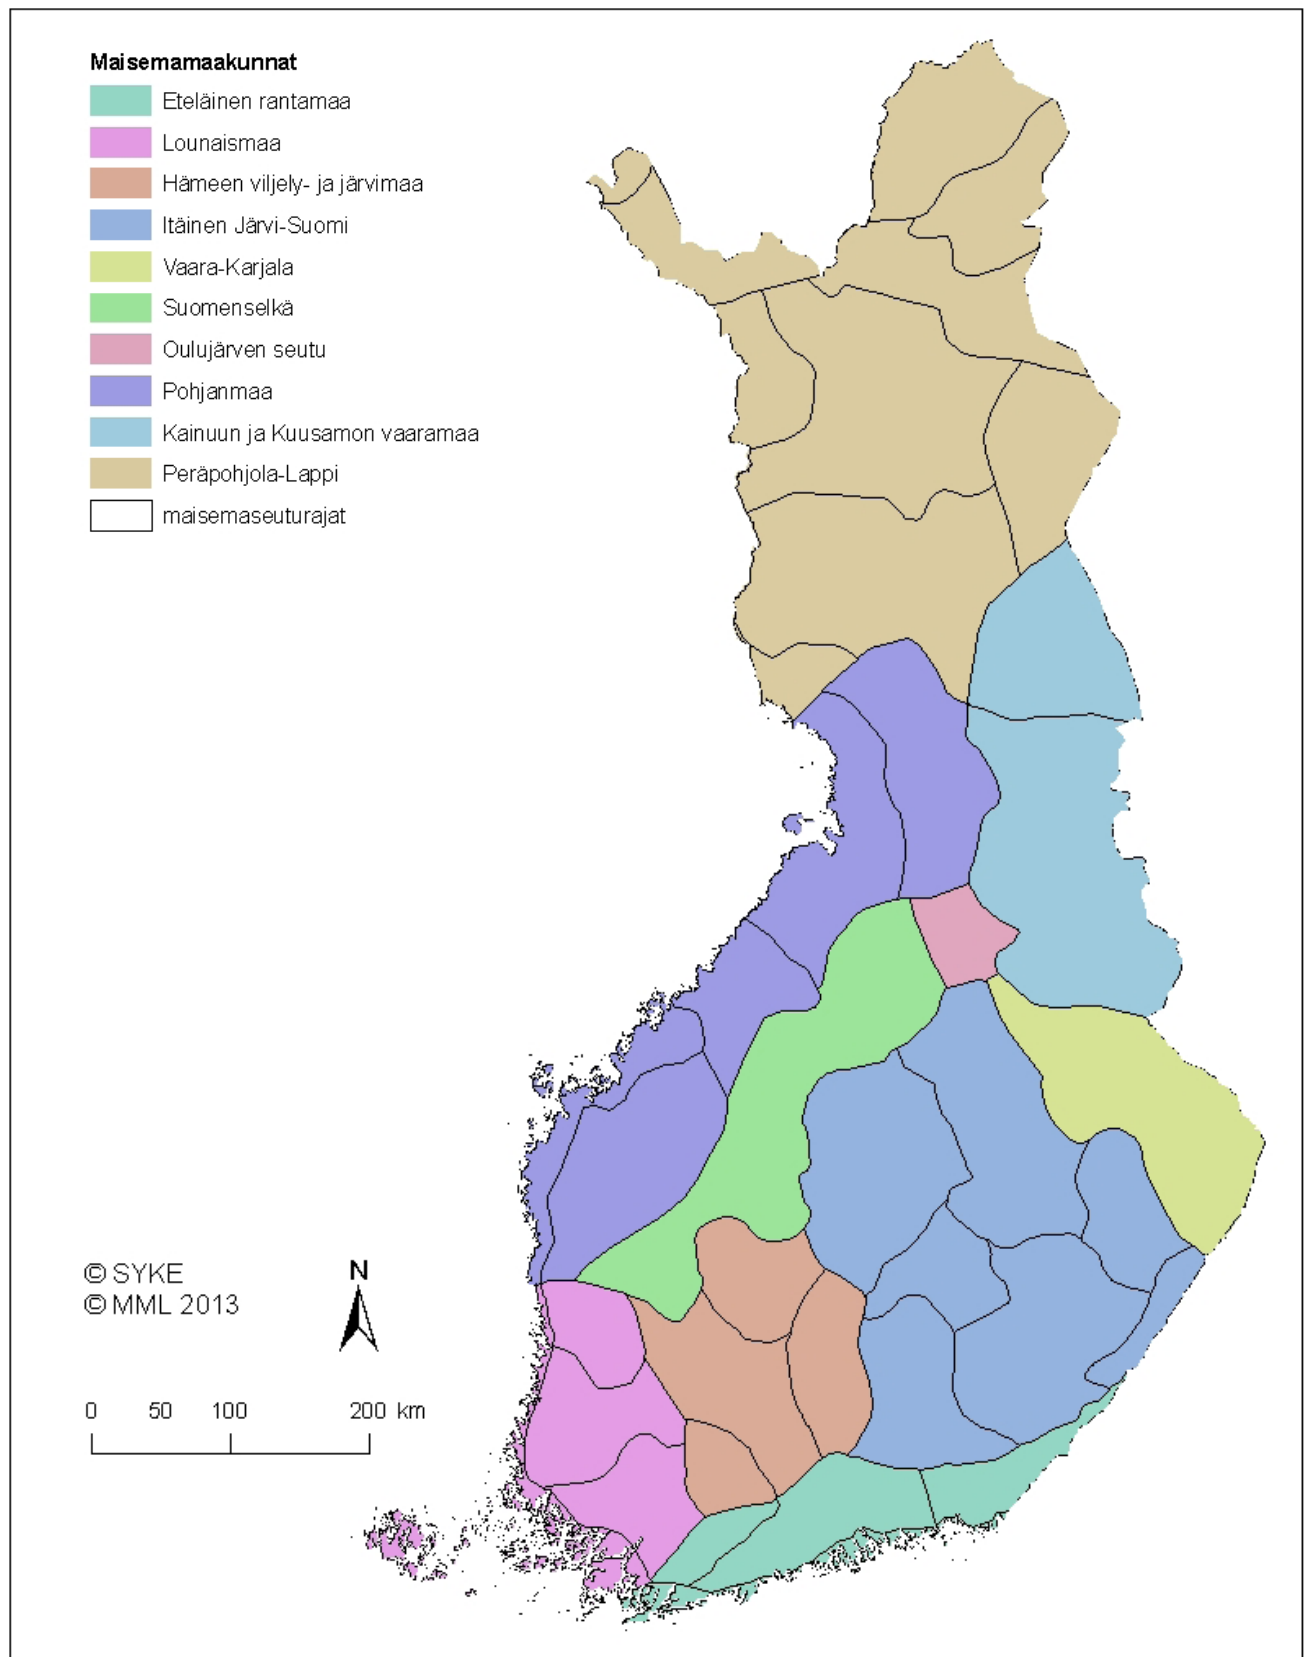 Maisemamaakunnat
Eteläinen rantamaa
Lounaismaa
Hämeen viljely- ja järvimaa
Itäinen Järvi-Suomi
Vaara-Karjala
Suomenselkä
Oulujärven seutu
Pohjanmaa
Kainuun ja Kuusamon vaaramaa
Peräpohjola-Lappi
maisemaseuturajat
© SYKE
© MML 2013
N
0 50 100 200 km